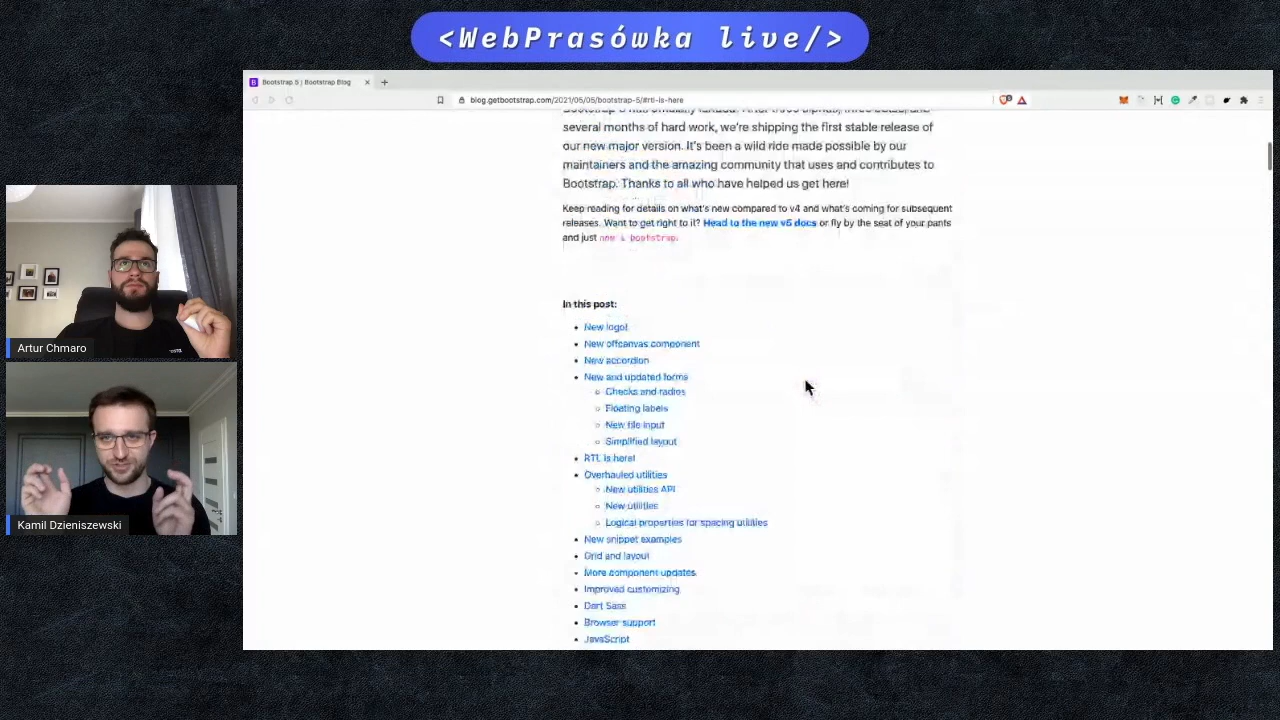 <WebPrasówka live/>
Bootstrap 5 | Bootstrap Blog
blog.getbootstrap.com/2021/05/05/bootstrap-5/#rtl-is-here
several months of hard work, we're shipping the first stable release of
our new major version. It's been a wild ride made possible by our
maintainers and the amazing community that uses and contributes to
Bootstrap. Thanks to all who have helped us get here!
Keep reading for details on what's new compared to v4 and what's coming for subsequent
releases. Want to get right to it? Head to the new v5 docs or fly by the seat of your pants
and just
In this post:
New logo!
New offcanvas component
New accordion
New and updated forms
Checks and radios
Floating labels
New file input
Simplified layout
RTL is here!
Overhauled utilities
New utilities API
New utilities
Logical properties for spacing utilities
New snippet examples
Grid and layout
More component updates
Improved customizing
Dart Sass
Browser support
JavaScript
Artur Chmaro
Kamil Dzieniszewski